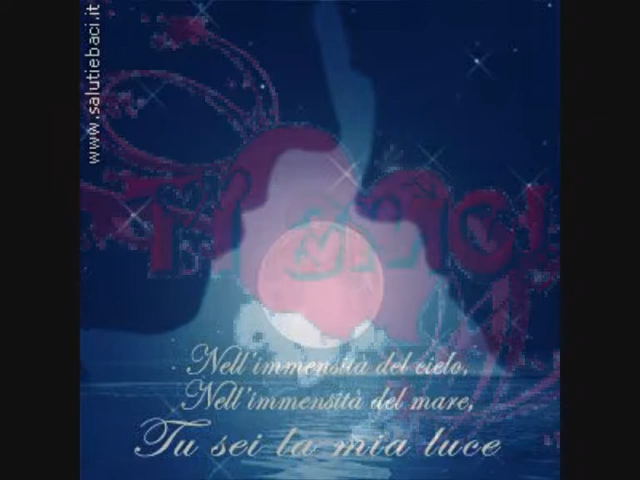 www.salutiebaci.it
Nell'immensità del cielo,
Nell'immensità del mare,
Tu sei la mia luce